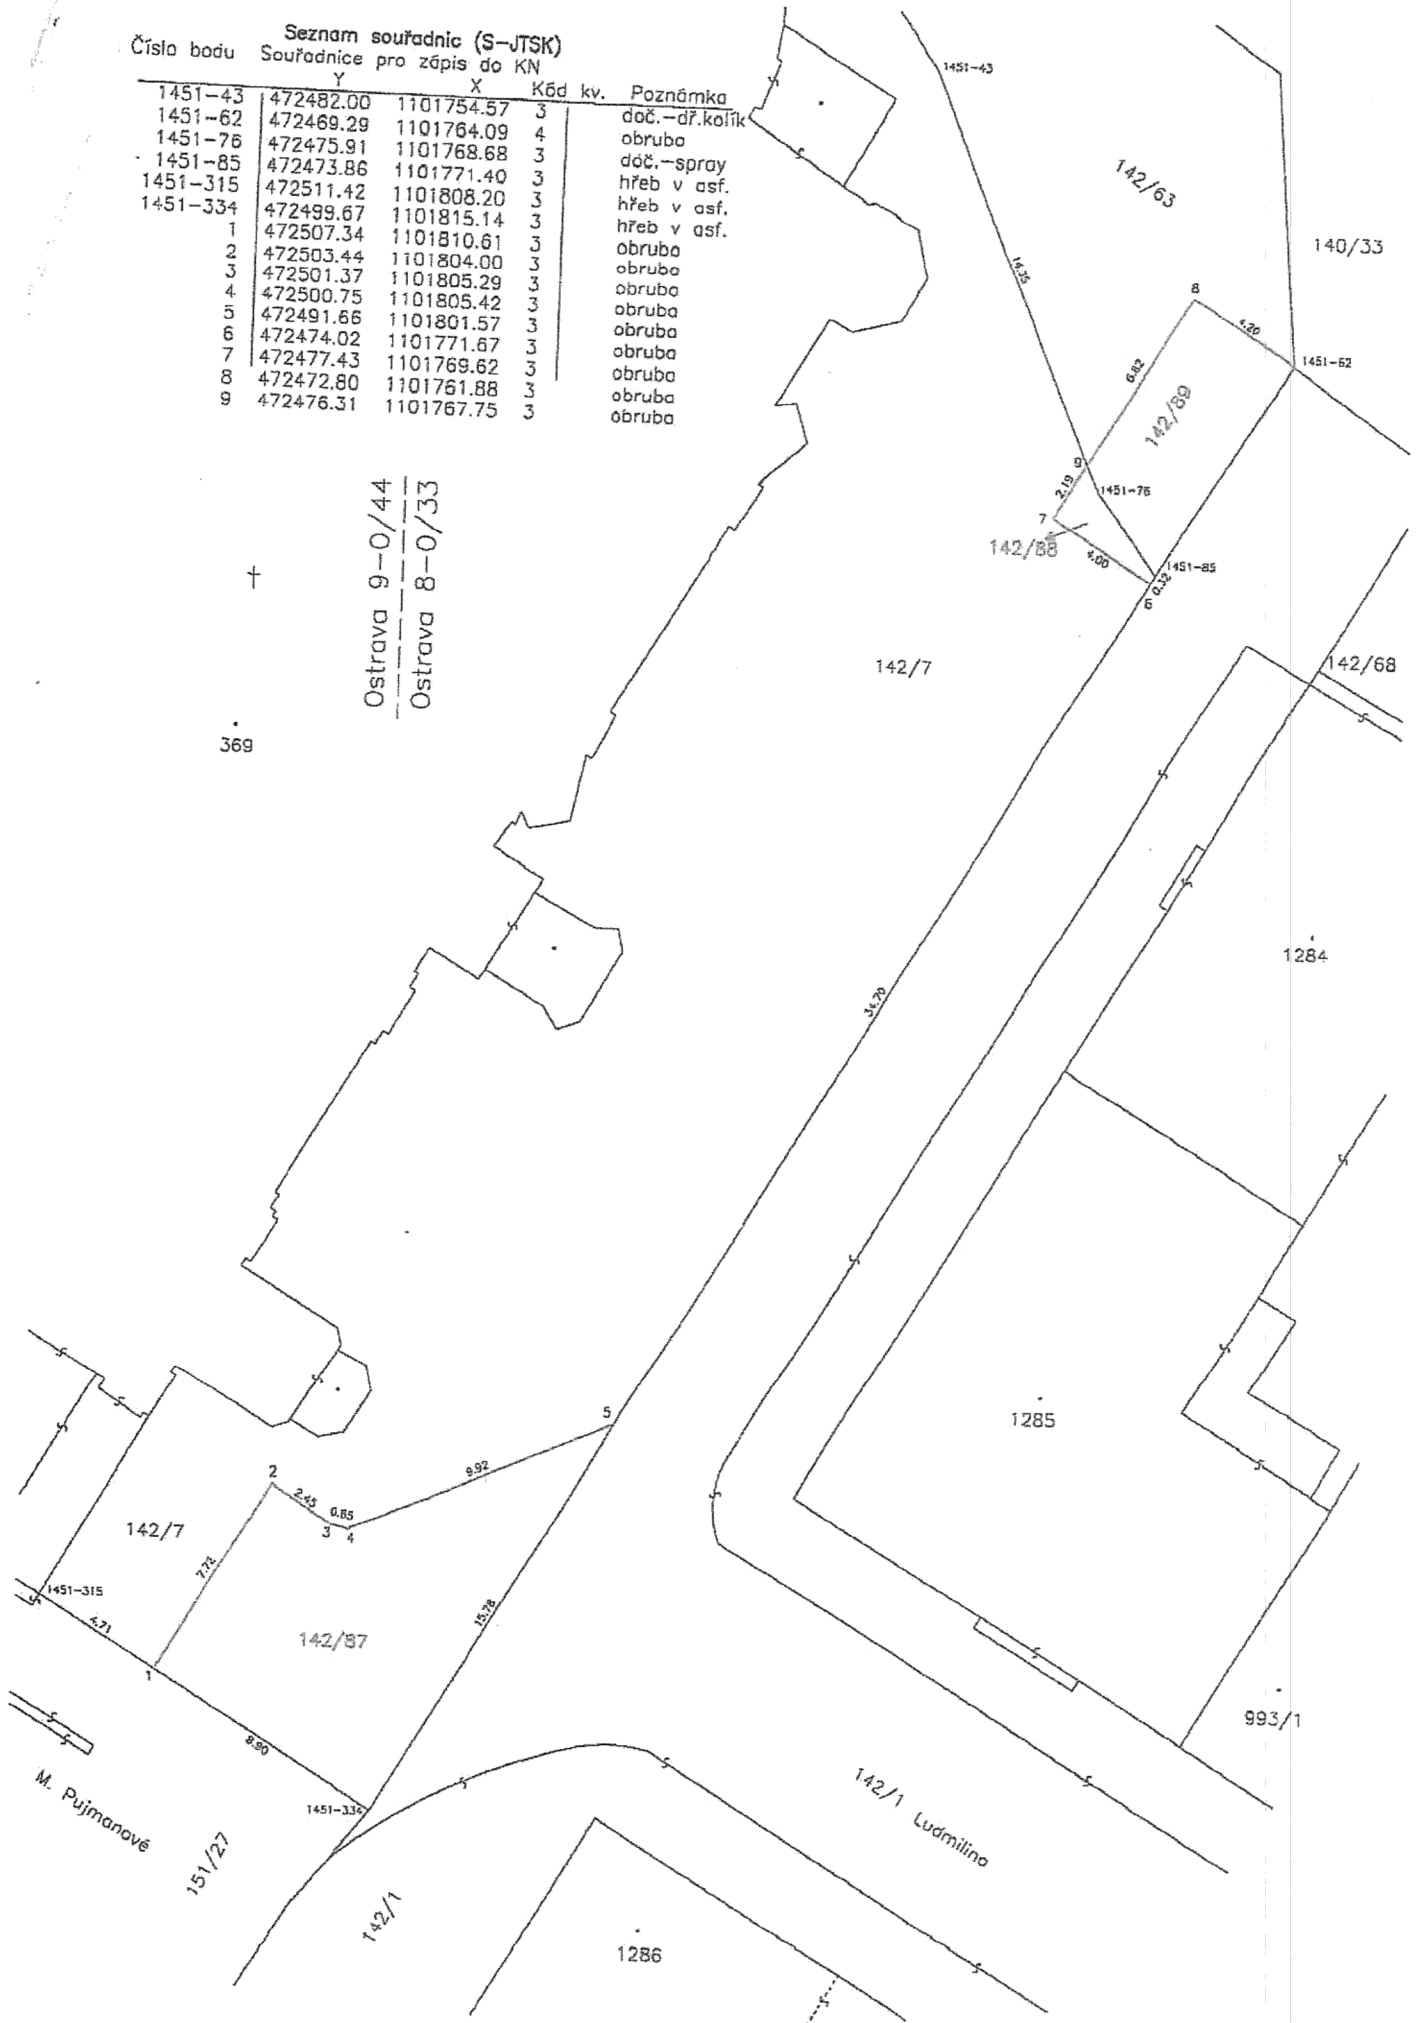 Seznam souřadnic (S-JTSK)
Číslo bodu Souřadnice pro zápis do KN
Y X Kód kv. Poznámka
1451-43 472482.00 1101754.57 3 doč.-dř.kolík
1451-62 472469.29 1101764.09 4 obruba
1451-76 472475.91 1101768.68 3 doč.-spray
1451-85 472473.86 1101771.40 3 hřeb v asf.
1451-315 472511.42 1101808.20 3 hřeb v asf.
1451-334 472499.67 1101815.14 3 hřeb v asf.
1 472507.34 1101810.61 3 obruba
2 472503.44 1101804.00 3 obruba
3 472501.37 1101805.29 3 obruba
4 472500.75 1101805.42 3 obruba
5 472491.66 1101801.57 3 obruba
6 472474.02 1101771.67 3 obruba
7 472477.43 1101769.62 3 obruba
8 472472.80 1101761.88 3 obruba
9 472476.31 1101767.75 3 obruba
1451-43
142/63
140/33
14.35
8
4.20
1451-62
6.82
142/89
9
2.19
1451-76
7
142/88
4.00
1451-85
0.32
6
Ostrava 9-0/44
Ostrava 8-0/33
142/7
142/68
369
1284
34.70
5
1285
9.92
2
2.45
0.65
3
4
142/7
7.72
1451-315
4.71
15.78
142/87
1
8.90
993/1
M. Pujmanové
1451-334
142/1 Ludmilina
151/27
142/1
1286